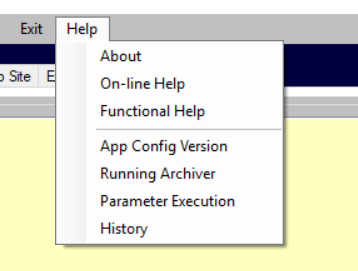 Exit Help
Site
About
On-line Help
Functional Help
App Config Version
Running Archiver
Parameter Execution
History